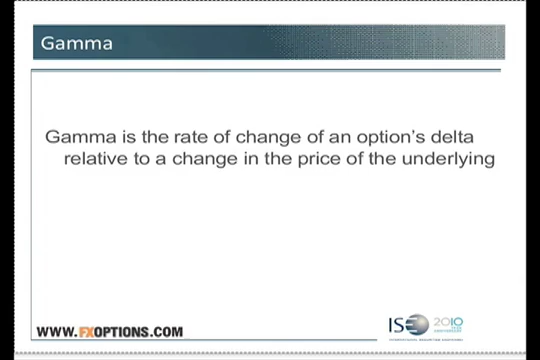 Gamma
Gamma is the rate of change of an option's delta
relative to a change in the price of the underlying
WWW.FXOPTIONS.COM
ISE 2010